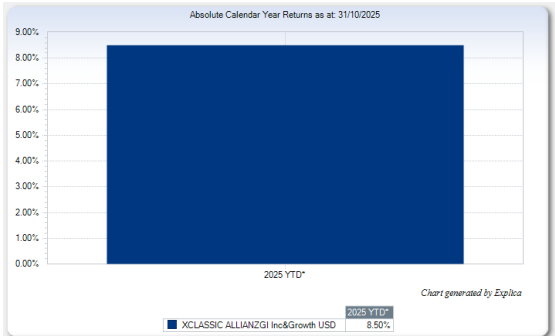 Absolute Calendar Year Returns as at: 31/10/2025
9.00%
8.00%
7.00%
6.00%
5.00%
4.00%
3.00%
2.00%
1.00%
0.00%
2025 YTD*
Chart generated by Explica
2025 YTD*
XCLASSIC ALLIANZGI Inc&Growth USD 8.50%